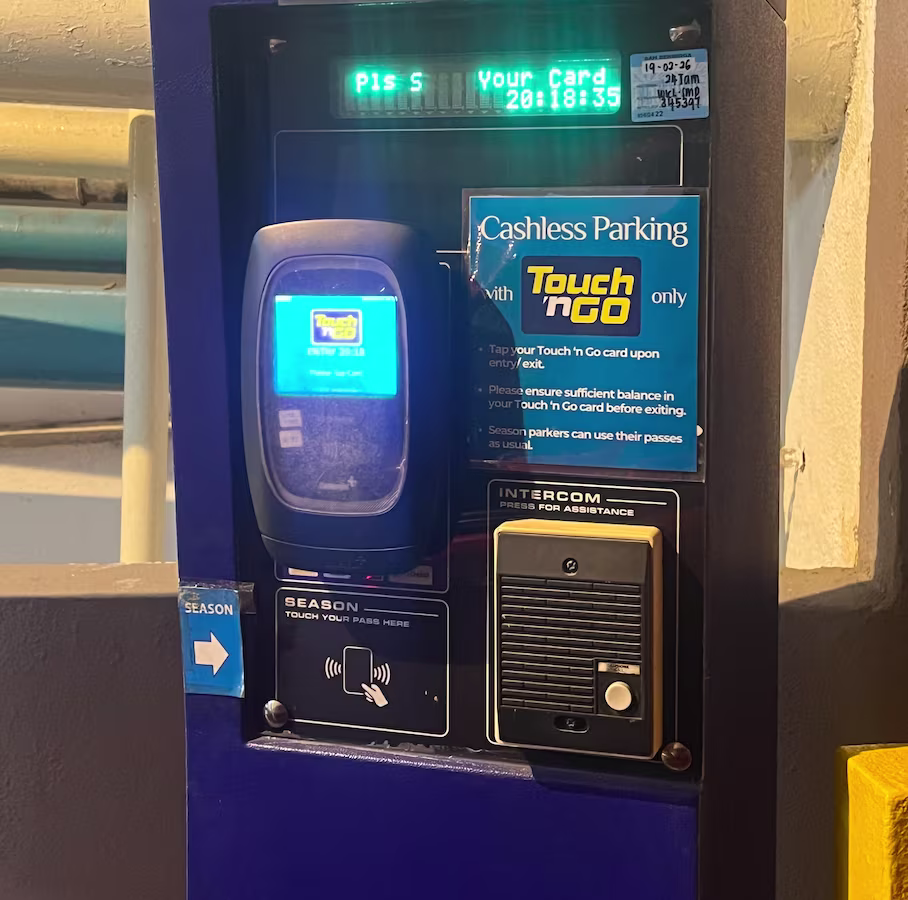 Pls S Your Card
20:18:35
19-02-26
Cashless Parking
with Touch 'n GO only
• Tap your Touch 'n Go card upon
entry/ exit.
• Please ensure sufficient balance in
your Touch 'n Go card before exiting.
• Season parkers can use their passes
as usual.
Touch 'n GO
ENTRY 20:18
INTERCOM
PRESS FOR ASSISTANCE
SEASON
SEASON
TOUCH YOUR PASS HERE